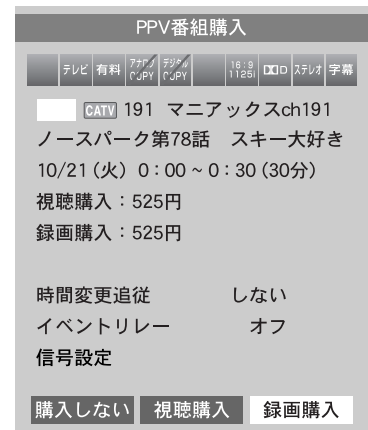 PPV番組購入
テレビ 有料 アナログCOPY デジタルCOPY 16:9 1125i DD ステレオ 字幕
CATV 191 マニアックスch191
ノースパーク第78話 スキー大好き
10/21(火) 0:00~0:30(30分)
視聴購入:525円
録画購入:525円
時間変更追従 しない
イベントリレー オフ
信号設定
購入しない 視聴購入 録画購入